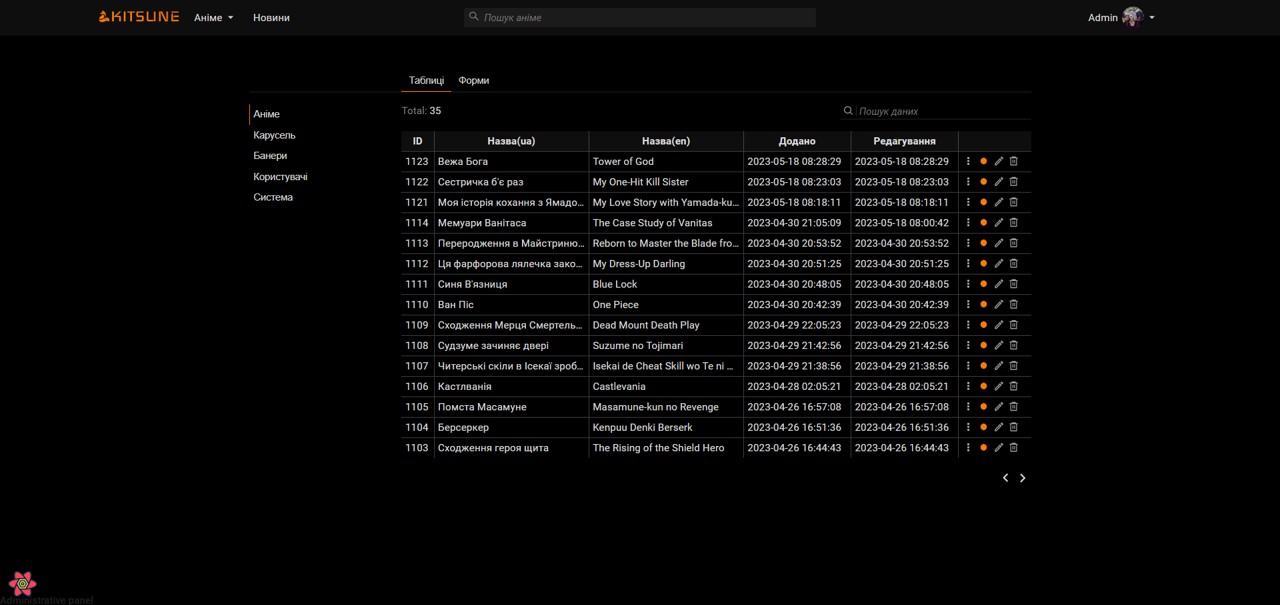 KITSUNE Аніме Новини Пошук аніме Admin
Таблиці Форми
Аніме
Карусель
Банери
Користувачі
Система
Total: 35 Пошук даних
ID Назва(ua) Назва(en) Додано Редагування
1123 Вежа Бога Tower of God 2023-05-18 08:28:29 2023-05-18 08:28:29
1122 Сестричка б'є раз My One-Hit Kill Sister 2023-05-18 08:23:03 2023-05-18 08:23:03
1121 Моя історія кохання з Ямадо... My Love Story with Yamada-ku... 2023-05-18 08:18:11 2023-05-18 08:18:11
1114 Мемуари Ванітаса The Case Study of Vanitas 2023-04-30 21:05:09 2023-05-18 08:00:42
1113 Переродження в Майстриню... Reborn to Master the Blade fro... 2023-04-30 20:53:52 2023-04-30 20:53:52
1112 Ця фарфорова лялечка зако... My Dress-Up Darling 2023-04-30 20:51:25 2023-04-30 20:51:25
1111 Синя В'язниця Blue Lock 2023-04-30 20:48:05 2023-04-30 20:48:05
1110 Ван Піс One Piece 2023-04-30 20:42:39 2023-04-30 20:42:39
1109 Сходження Мерця Смертель... Dead Mount Death Play 2023-04-29 22:05:23 2023-04-29 22:05:23
1108 Судзуме зачиняє двері Suzume no Tojimari 2023-04-29 21:42:56 2023-04-29 21:42:56
1107 Читерські скіли в Ісекаї зроб... Isekai de Cheat Skill wo Te ni ... 2023-04-29 21:38:56 2023-04-29 21:38:56
1106 Кастлванія Castlevania 2023-04-28 02:05:21 2023-04-28 02:05:21
1105 Помста Масамуне Masamune-kun no Revenge 2023-04-26 16:57:08 2023-04-26 16:57:08
1104 Берсеркер Kenpuu Denki Berserk 2023-04-26 16:51:36 2023-04-26 16:51:36
1103 Сходження героя щита The Rising of the Shield Hero 2023-04-26 16:44:43 2023-04-26 16:44:43
Administrative panel